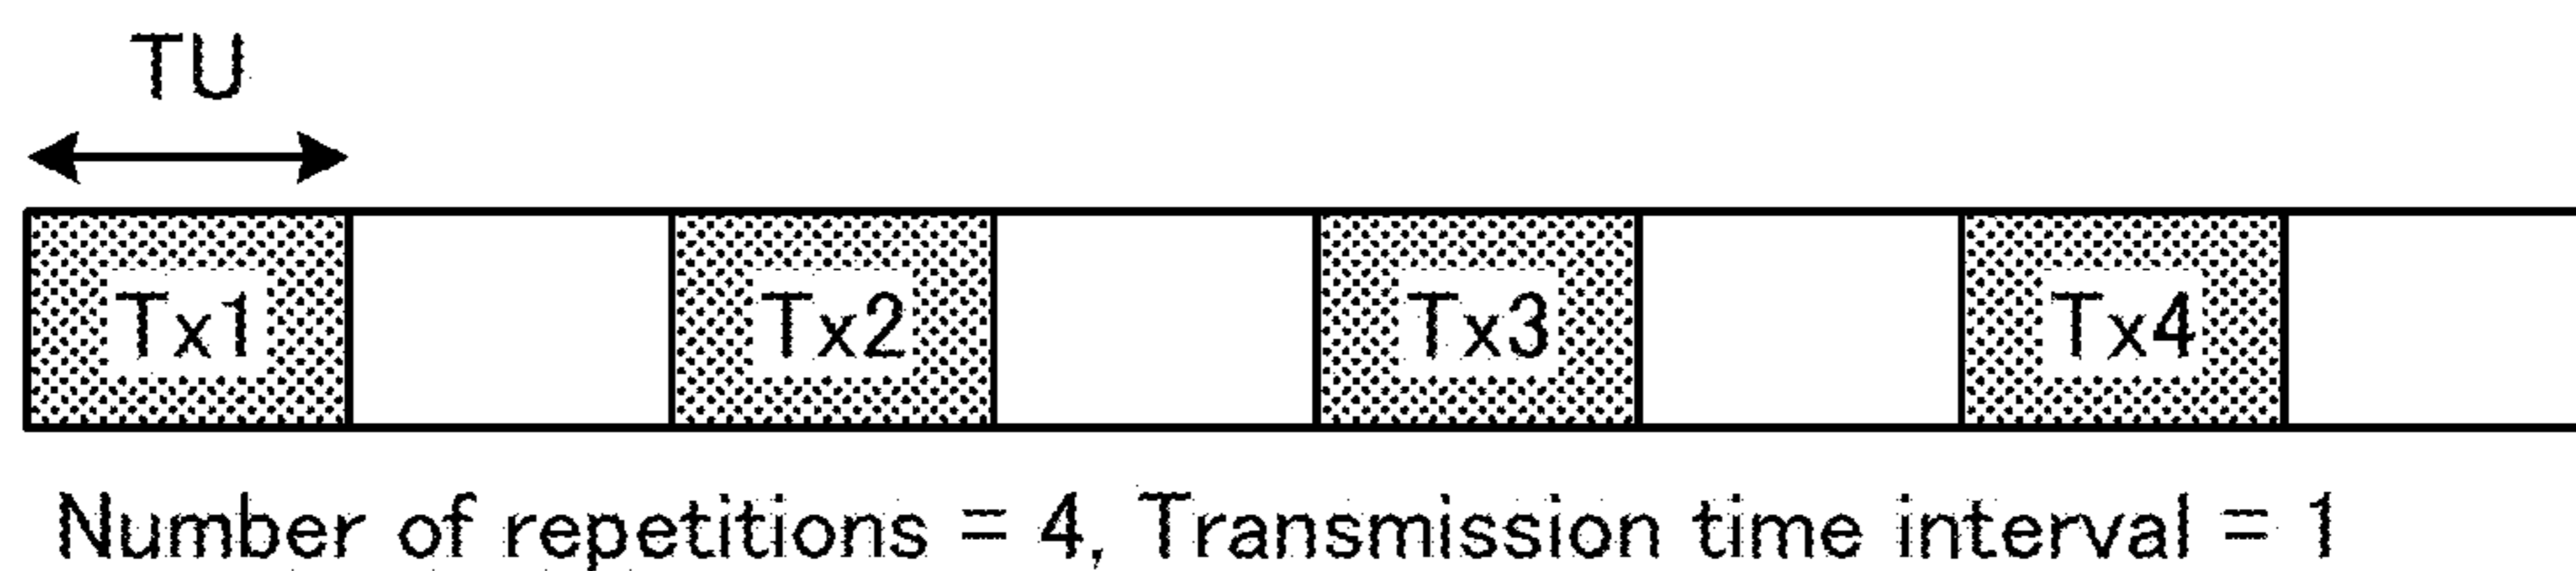 TU
Tx1 Tx2 Tx3 Tx4
Number of repetitions = 4, Transmission time interval = 1